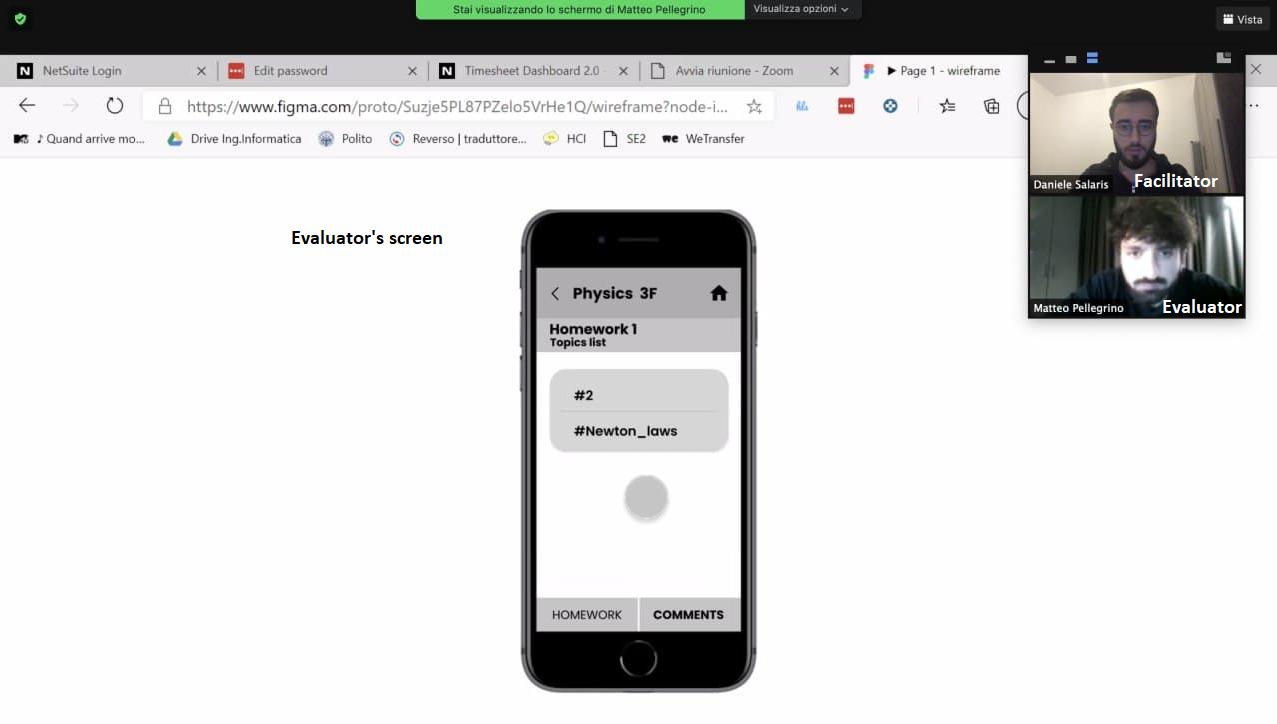 Stai visualizzando lo schermo di Matteo Pellegrino
Visualizza opzioni
Vista
NetSuite Login
Edit password
Timesheet Dashboard 2.0 -
Avvia riunione - Zoom
Page 1 - wireframe
https://www.figma.com/proto/Suzje5PL87PZelo5VrHe1Q/wireframe?node-i...
♪ Quand arrive mo...
Drive Ing.Informatica
Polito
Reverso | traduttore...
HCI
SE2
we WeTransfer
Daniele Salaris
Facilitator
Matteo Pellegrino
Evaluator
Evaluator's screen
Physics 3F
Homework 1
Topics list
#2
#Newton_laws
HOMEWORK
COMMENTS